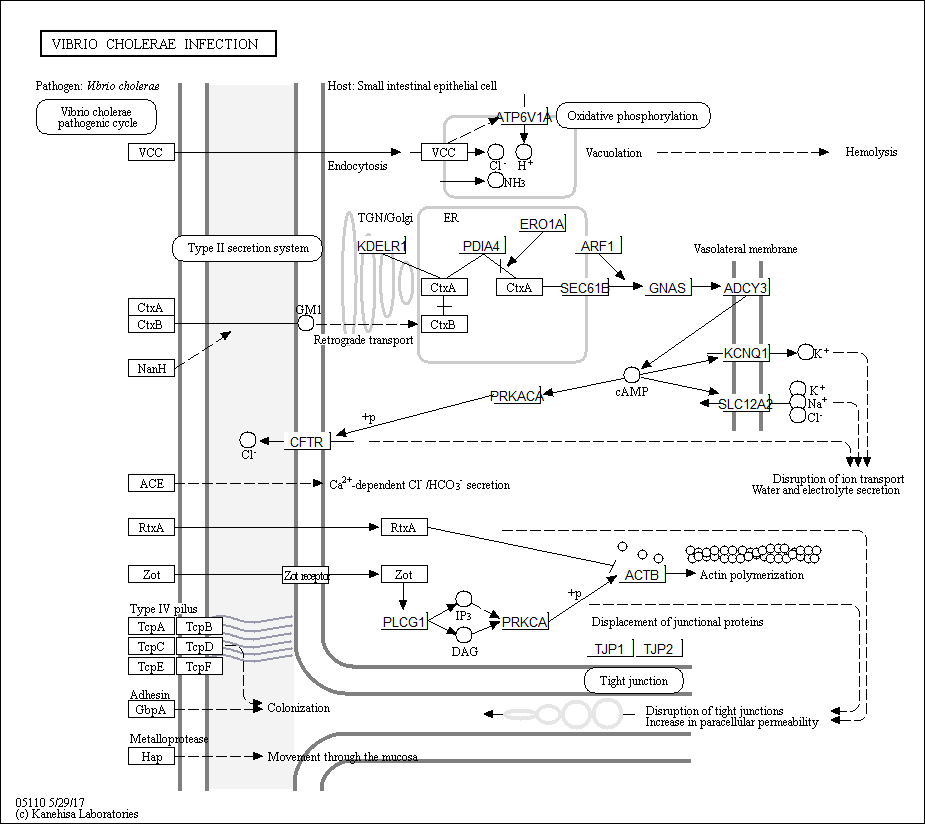 VIBRIO CHOLERAE INFECTION
Pathogen: Vibrio cholerae
Host: Small intestinal epithelial cell
Vibrio cholerae
pathogenic cycle
ATP6V1A
Oxidative phosphorylation
VCC
Endocytosis
VCC
Cl-
H+
NH3
Vacuolation
Hemolysis
TGN/Golgi
ER
ERO1A
Type II secretion system
KDELR1
PDIA4
ARF1
Vasolateral membrane
CtxA
CtxA
SEC61B
GNAS
ADCY3
CtxA
CtxB
GM1
CtxB
Retrograde transport
NanH
KCNQ1
K+
cAMP
PRKACA
SLC12A2
K+
Na+
Cl-
+p
CFTR
Cl-
Disruption of ion transport
Water and electrolyte secretion
ACE
Ca2+-dependent Cl-/HCO3- secretion
RtxA
RtxA
Zot
Zot receptor
Zot
ACTB
Actin polymerization
+p
PLCG1
IP3
DAG
PRKCA
Type IV pilus
TcpA
TcpB
TcpC
TcpD
TcpE
TcpF
Displacement of junctional proteins
TJP1
TJP2
Tight junction
Adhesin
GbpA
Colonization
Disruption of tight junctions
Increase in paracellular permeability
Metalloprotease
Hap
Movement through the mucosa
05110 5/29/17
(c) Kanehisa Laboratories